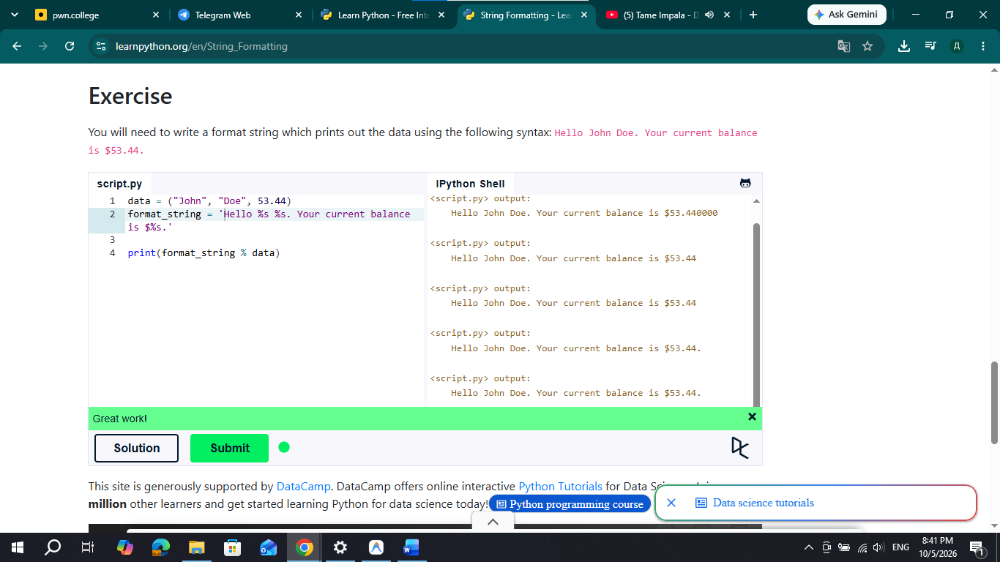 pwn.college
Telegram Web
Learn Python - Free Inte
String Formatting - Lea
(5) Tame Impala - D
Ask Gemini
learnpython.org/en/String_Formatting
Д
Exercise
You will need to write a format string which prints out the data using the following syntax: Hello John Doe. Your current balance
is $53.44.
script.py
IPython Shell
1 data = ("John", "Doe", 53.44)
2 format_string = 'Hello %s %s. Your current balance
is $%s.'
3
4 print(format_string % data)
<script.py> output:
Hello John Doe. Your current balance is $53.440000
<script.py> output:
Hello John Doe. Your current balance is $53.44
<script.py> output:
Hello John Doe. Your current balance is $53.44
<script.py> output:
Hello John Doe. Your current balance is $53.44.
<script.py> output:
Hello John Doe. Your current balance is $53.44.
Great work!
Solution
Submit
This site is generously supported by DataCamp. DataCamp offers online interactive Python Tutorials for Data
million other learners and get started learning Python for data science today!
Python programming course
Data science tutorials
ENG
8:41 PM
10/5/2026
1